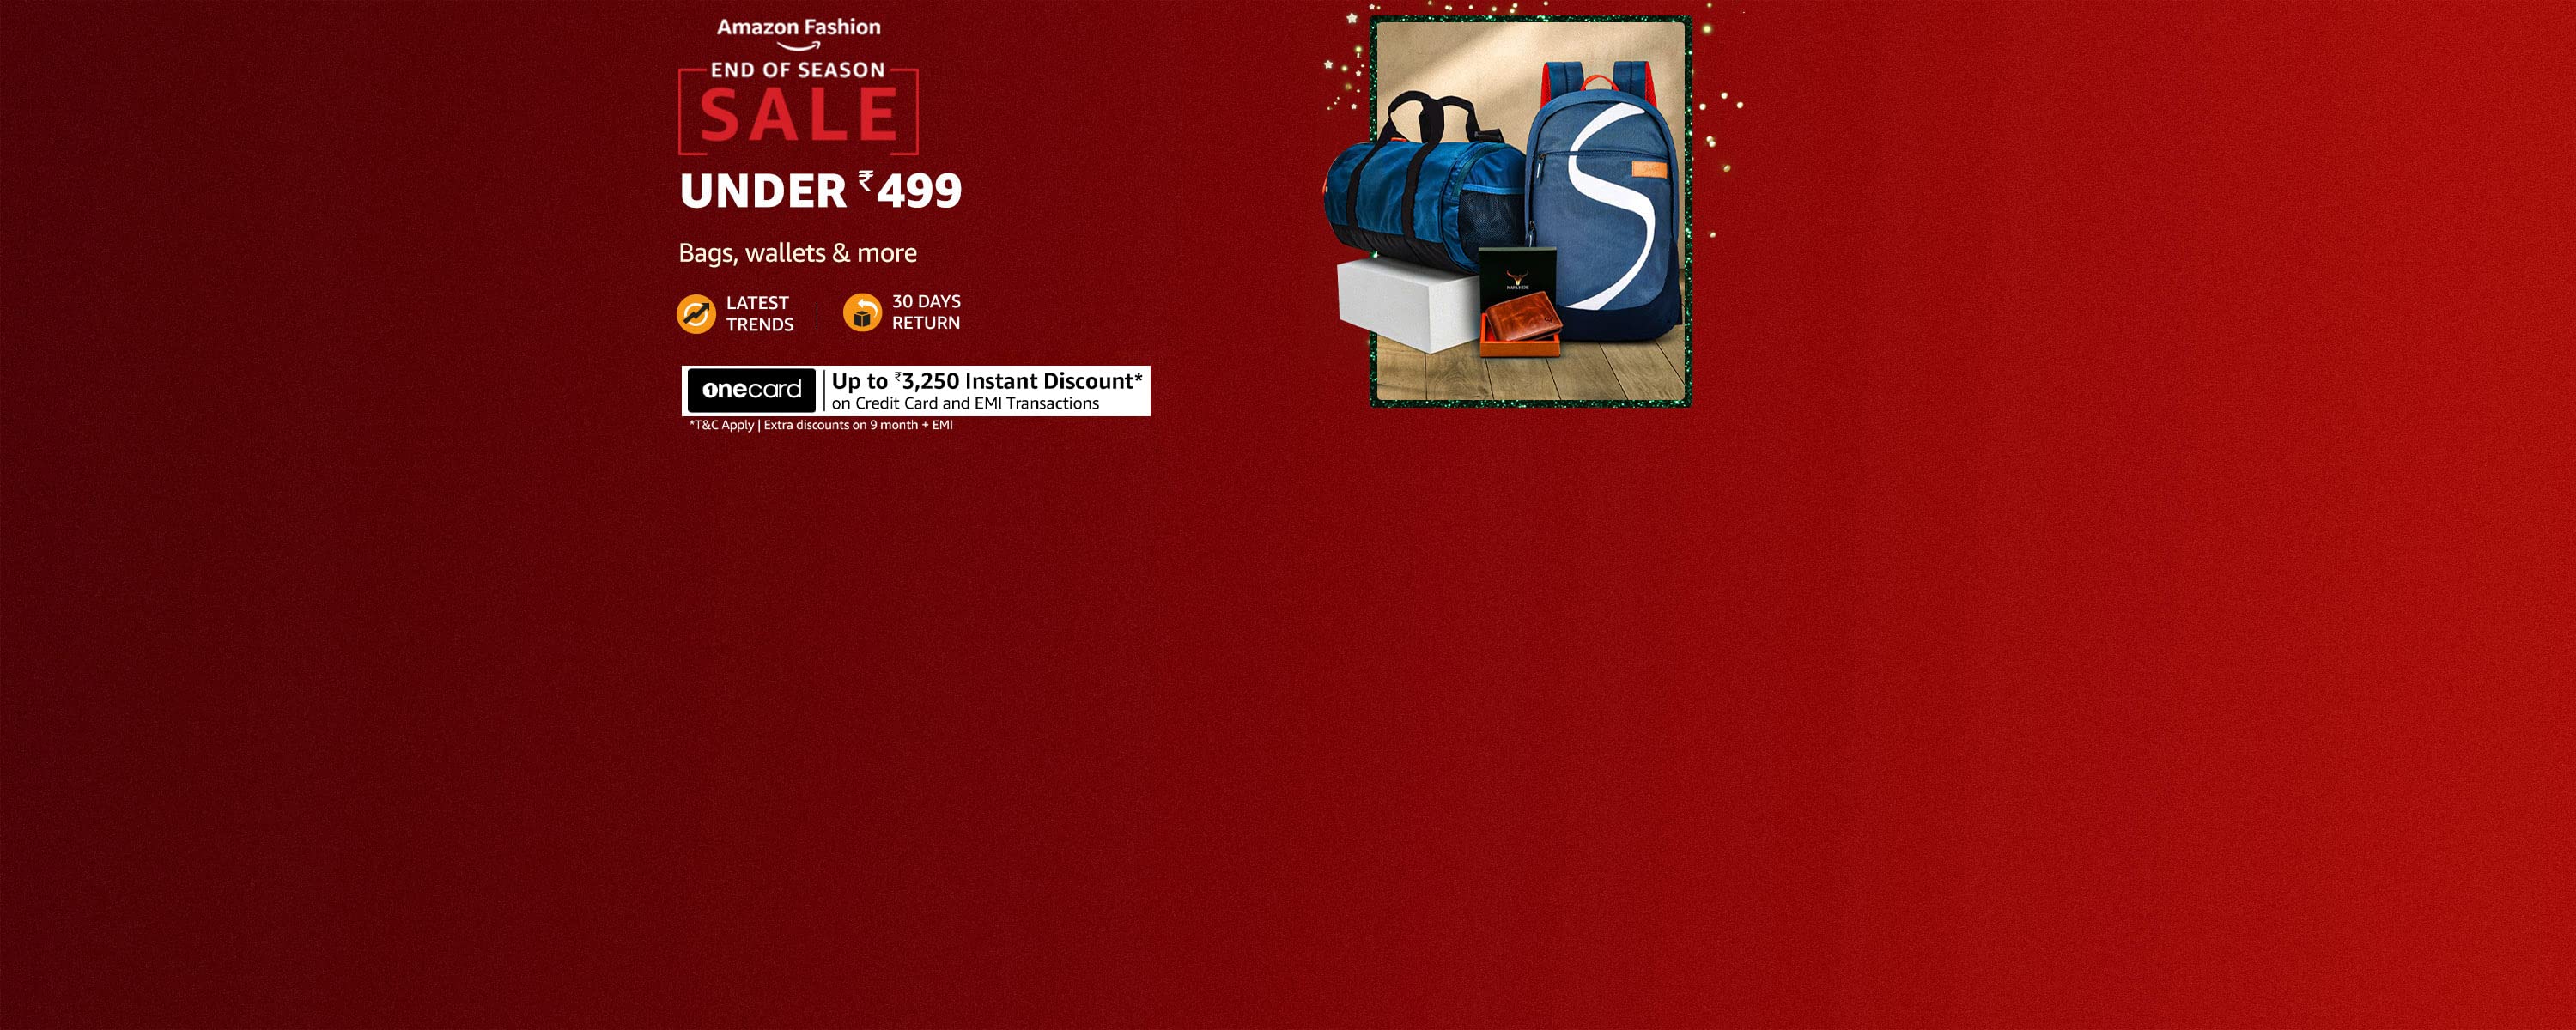 Amazon Fashion
END OF SEASON
SALE
UNDER ₹499
Bags, wallets & more
LATEST
TRENDS
30 DAYS
RETURN
onecard
Up to ₹3,250 Instant Discount*
on Credit Card and EMI Transactions
*T&C Apply | Extra discounts on 9 month + EMI